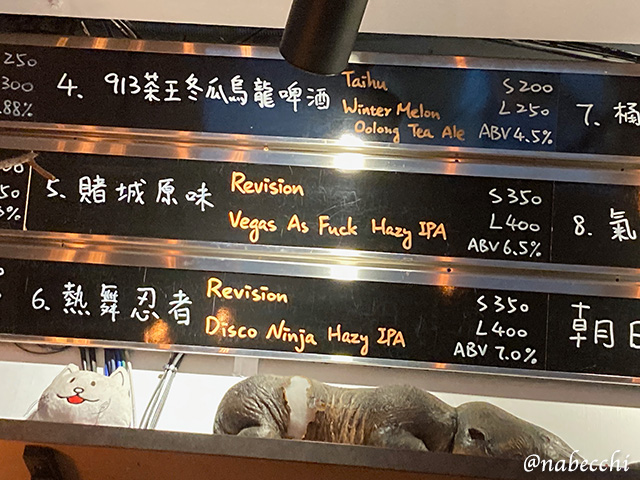 250
300
.88%
4. 913茶王冬瓜烏龍啤酒
Taihu
Winter Melon
Oolong Tea Ale
S200
L250
ABV 4.5%
7.
5. 賭城原味
Revision
Vegas As Fuck Hazy IPA
S350
L400
ABV 6.5%
8. 氣
6. 熱舞忍者
Revision
Disco Ninja Hazy IPA
S350
L400
ABV 7.0%
朝日
@nabecchi